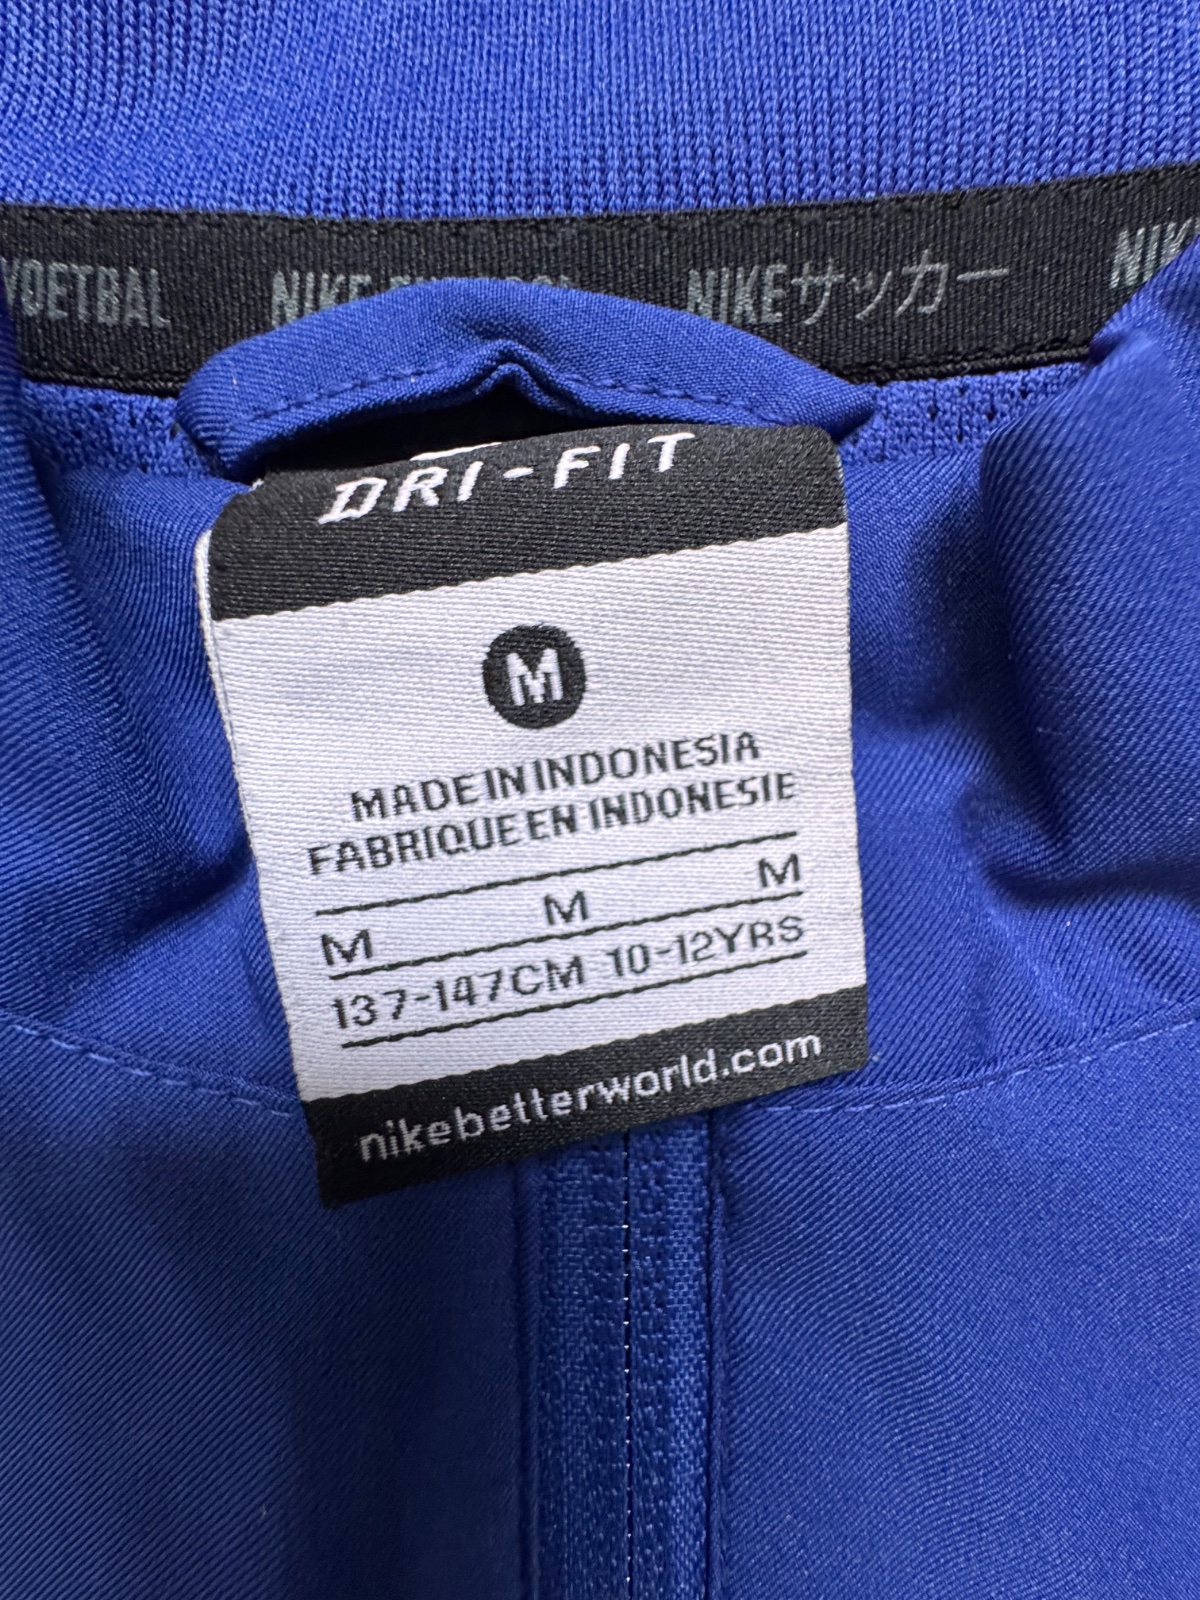 VOETBAL NIKE NIKEサッカー NIK
DRI-FIT
M
MADE IN INDONESIA
FABRIQUE EN INDONESIE
M M M
137-147CM 10-12YRS
nikebetterworld.com